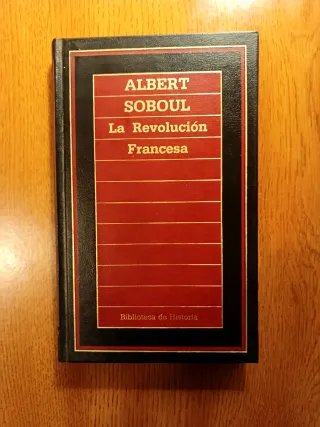 ALBERT
SOBOUL
La Revolución
Francesa
Biblioteca de Historia